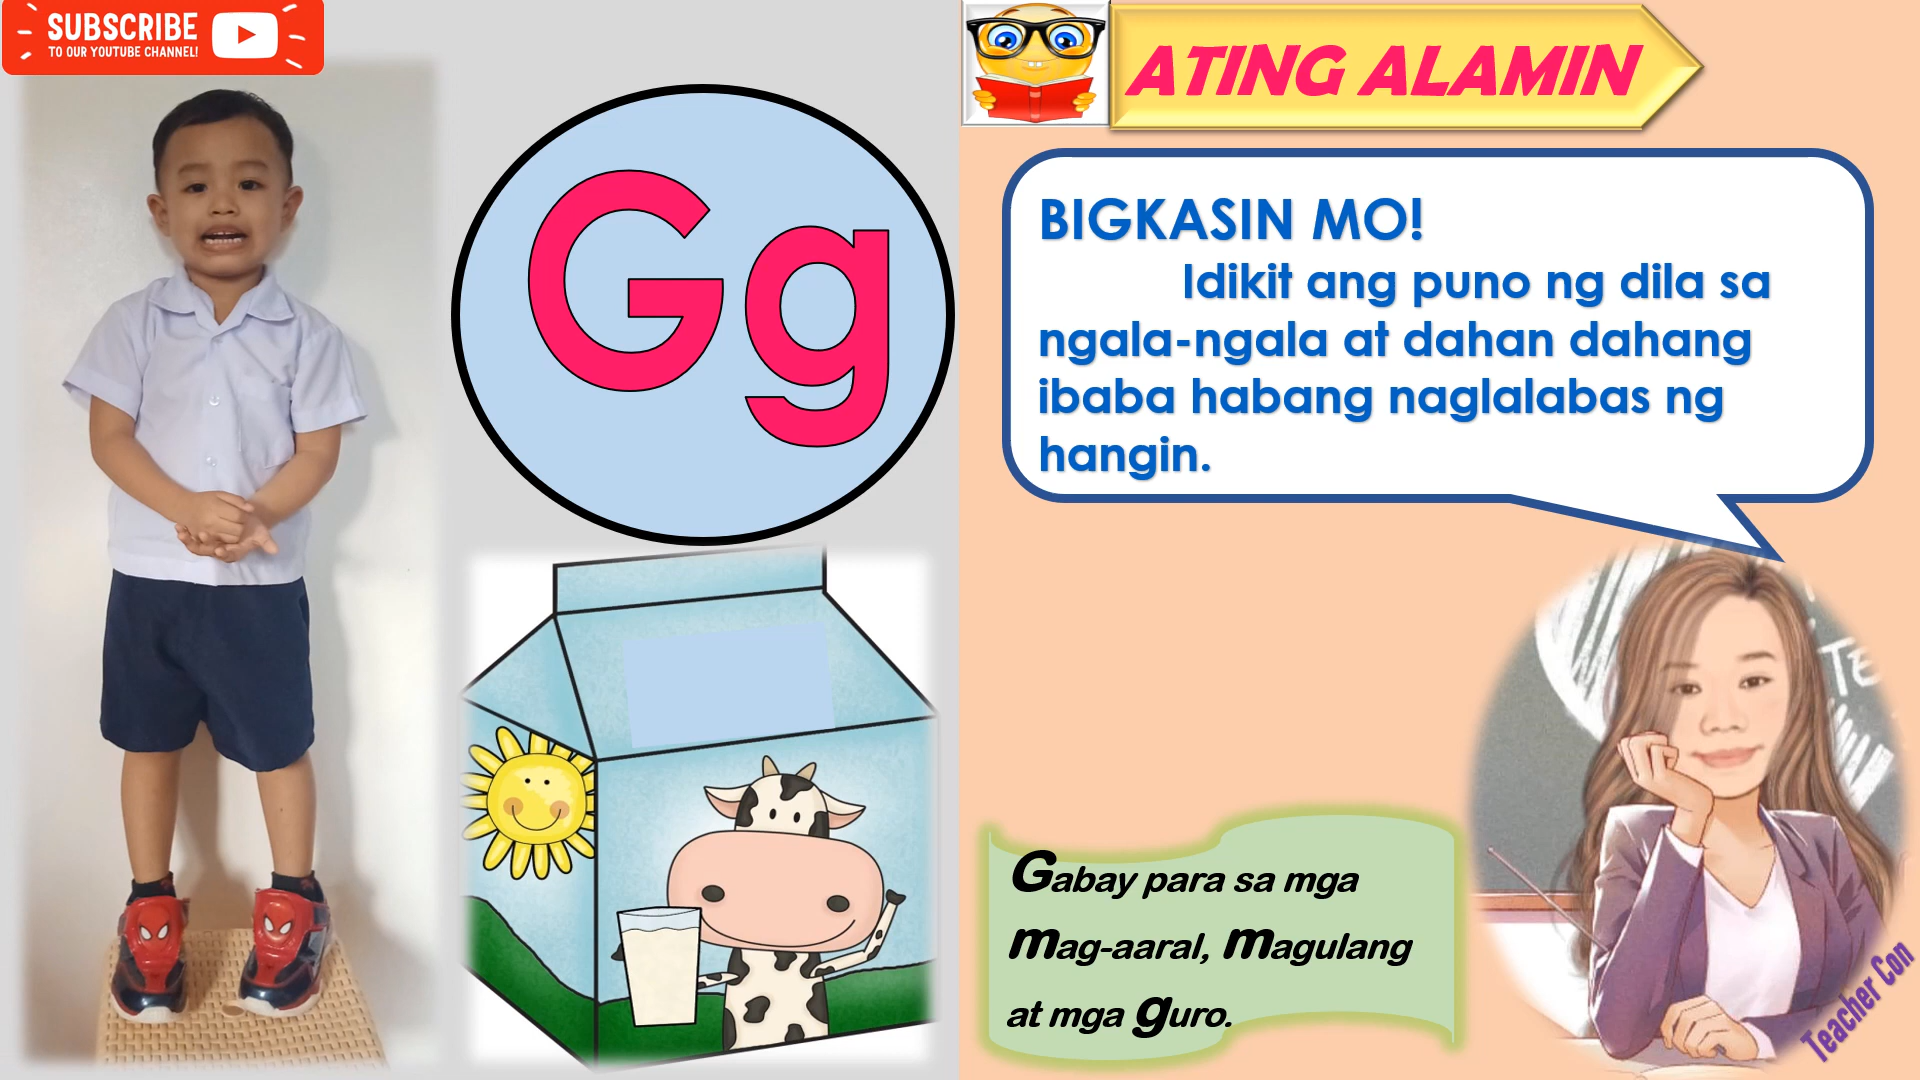 SUBSCRIBE
TO OUR YOUTUBE CHANNEL!
Gg
ATING ALAMIN
BIGKASIN MO!
Idikit ang puno ng dila sa
ngala-ngala at dahan dahang
ibaba habang naglalabas ng
hangin.
Gabay para sa mga
mag-aaral, magulang
at mga guro.
Teacher Con